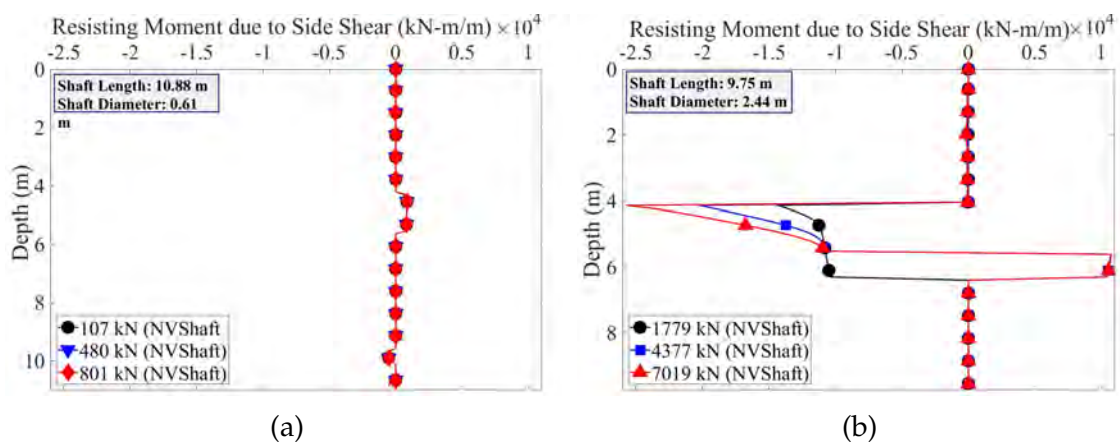 Resisting Moment due to Side Shear (kN-m/m) ×10⁴
-2.5 -2 -1.5 -1 -0.5 0 0.5 1
0
2
4
6
8
10
Depth (m)
Shaft Length: 10.88 m
Shaft Diameter: 0.61
m
107 kN (NVShaft
480 kN (NVShaft)
801 kN (NVShaft)
(a)
Resisting Moment due to Side Shear (kN-m/m) ×10⁴
-2.5 -2 -1.5 -1 -0.5 0 0.5 1
0
2
4
6
8
Depth (m)
Shaft Length: 9.75 m
Shaft Diameter: 2.44 m
1779 kN (NVShaft)
4377 kN (NVShaft)
7019 kN (NVShaft)
(b)